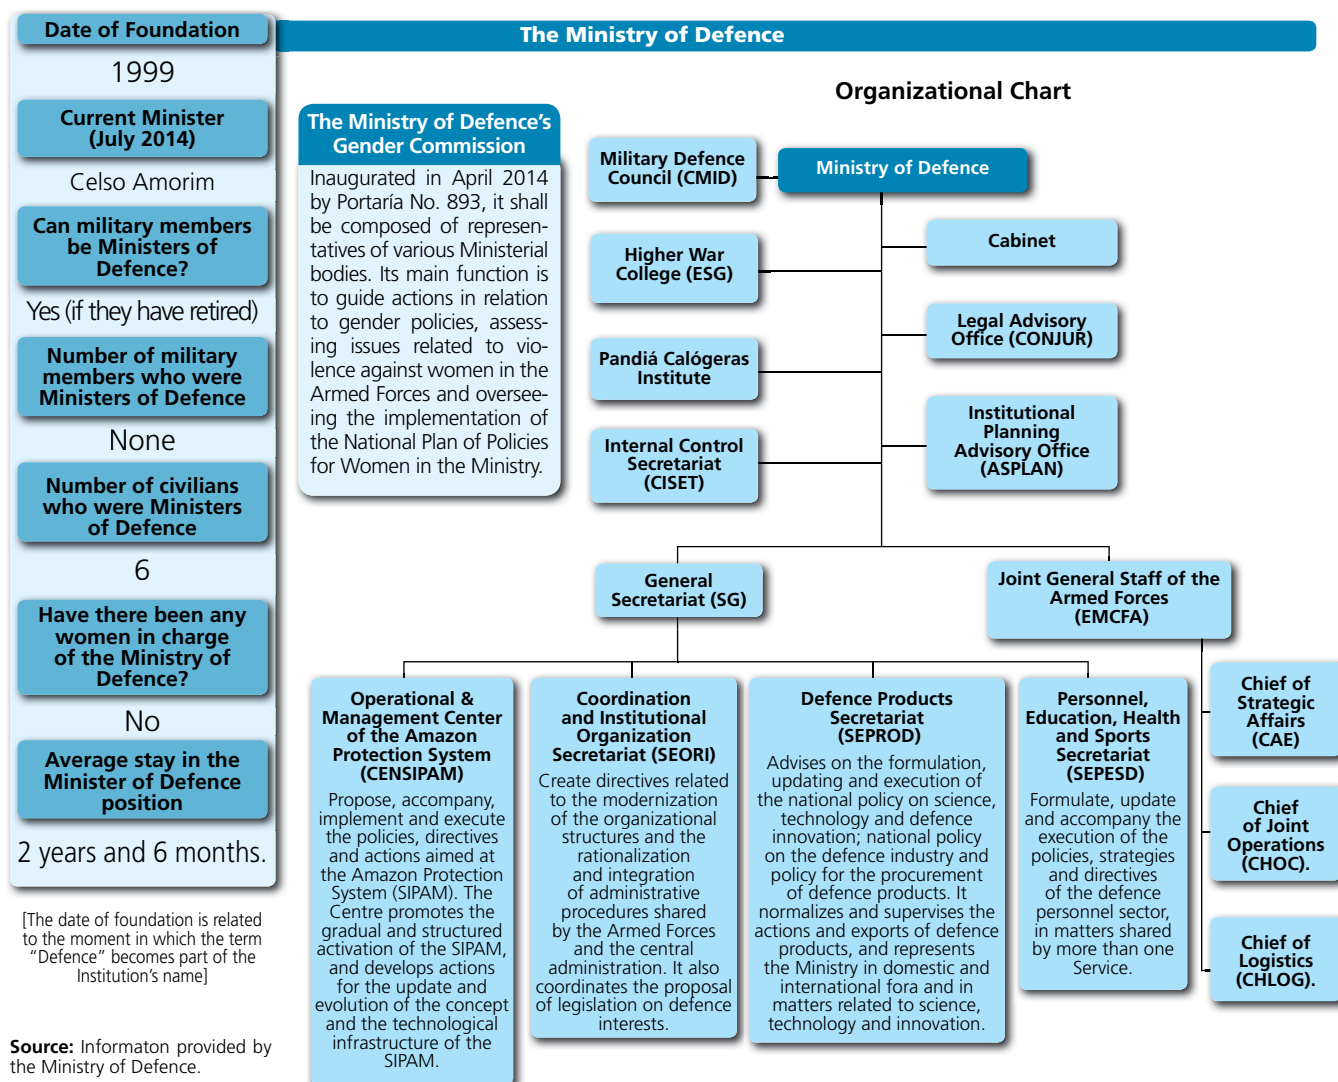 Date of Foundation
1999
Current Minister
(July 2014)
Celso Amorim
Can military members
be Ministers of
Defence?
Yes (if they have retired)
Number of military
members who were
Ministers of Defence
None
Number of civilians
who were Ministers
of Defence
6
Have there been any
women in charge
of the Ministry of
Defence?
No
Average stay in the
Minister of Defence
position
2 years and 6 months.
[The date of foundation is related
to the moment in which the term
“Defence” becomes part of the
Institution’s name]
Source: Informaton provided by
the Ministry of Defence.
The Ministry of Defence
The Ministry of Defence’s
Gender Commission
Inaugurated in April 2014
by Portaría No. 893, it shall
be composed of represen-
tatives of various Ministerial
bodies. Its main function is
to guide actions in relation
to gender policies, assess-
ing issues related to vio-
lence against women in the
Armed Forces and oversee-
ing the implementation of
the National Plan of Policies
for Women in the Ministry.
Organizational Chart
Military Defence
Council (CMID)
Ministry of Defence
Higher War
College (ESG)
Cabinet
Pandiá Calógeras
Institute
Legal Advisory
Office (CONJUR)
Internal Control
Secretariat
(CISET)
Institutional
Planning
Advisory Office
(ASPLAN)
General
Secretariat (SG)
Joint General Staff of the
Armed Forces
(EMCFA)
Operational &
Management Center
of the Amazon
Protection System
(CENSIPAM)
Propose, accompany,
implement and execute
the policies, directives
and actions aimed at
the Amazon Protection
System (SIPAM). The
Centre promotes the
gradual and structured
activation of the SIPAM,
and develops actions
for the update and
evolution of the concept
and the technological
infrastructure of the
SIPAM.
Coordination
and Institutional
Organization
Secretariat (SEORI)
Create directives related
to the modernization
of the organizational
structures and the
rationalization
and integration
of administrative
procedures shared
by the Armed Forces
and the central
administration. It also
coordinates the proposal
of legislation on defence
interests.
Defence Products
Secretariat
(SEPROD)
Advises on the formulation,
updating and execution of
the national policy on science,
technology and defence
innovation; national policy
on the defence industry and
policy for the procurement
of defence products. It
normalizes and supervises the
actions and exports of defence
products, and represents
the Ministry in domestic and
international fora and in
matters related to science,
technology and innovation.
Personnel,
Education, Health
and Sports
Secretariat
(SEPESD)
Formulate, update
and accompany the
execution of the
policies, strategies
and directives
of the defence
personnel sector,
in matters shared
by more than one
Service.
Chief of
Strategic
Affairs
(CAE)
Chief
of Joint
Operations
(CHOC).
Chief of
Logistics
(CHLOG).